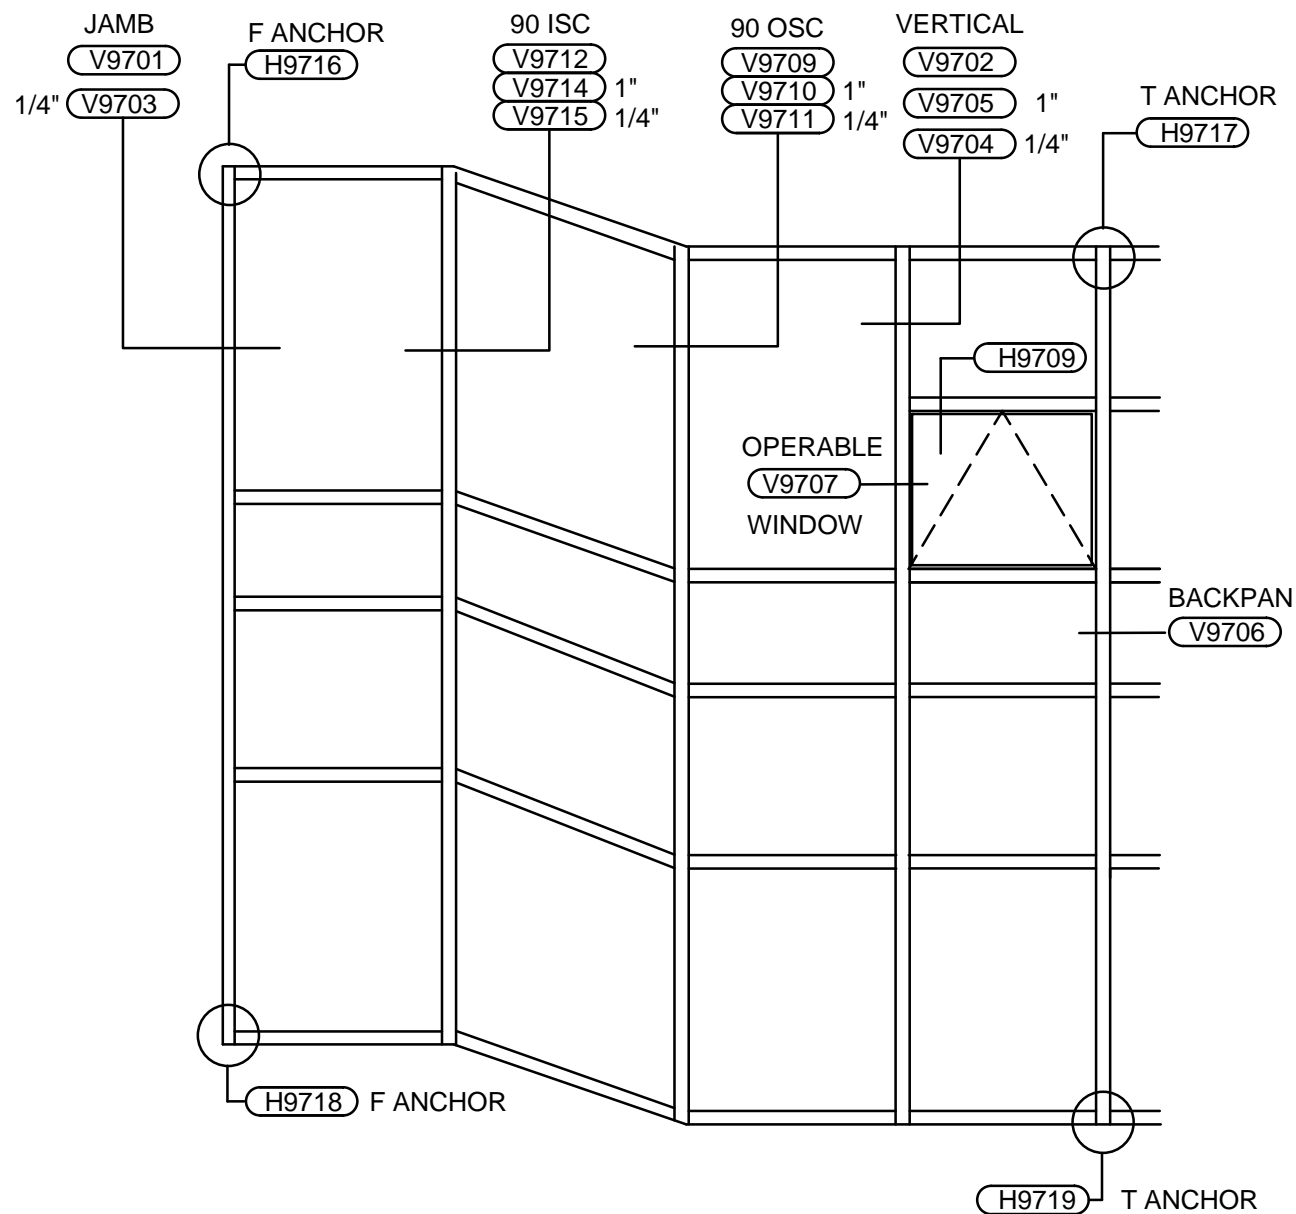 JAMB
V9701
1/4" V9703
F ANCHOR
H9716
90 ISC
V9712
V9714 1"
V9715 1/4"
90 OSC
V9709
V9710 1"
V9711 1/4"
VERTICAL
V9702
V9705 1"
V9704 1/4"
T ANCHOR
H9717
H9709
OPERABLE
V9707
WINDOW
BACKPAN
V9706
H9718 F ANCHOR
H9719 T ANCHOR